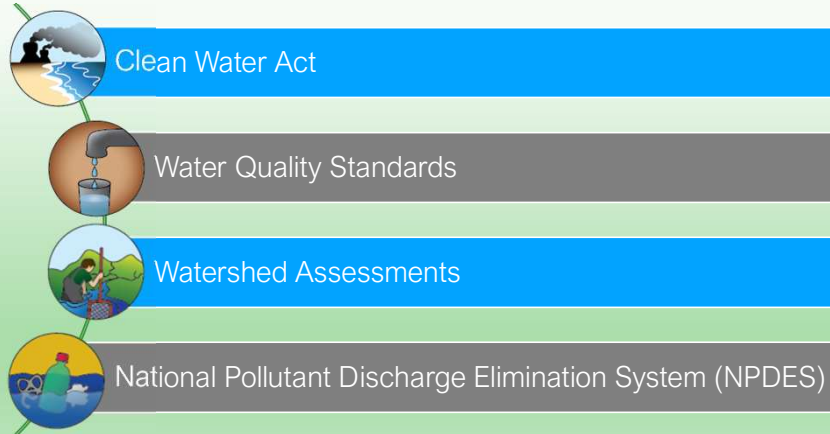 Clean Water Act
Water Quality Standards
Watershed Assessments
National Pollutant Discharge Elimination System (NPDES)